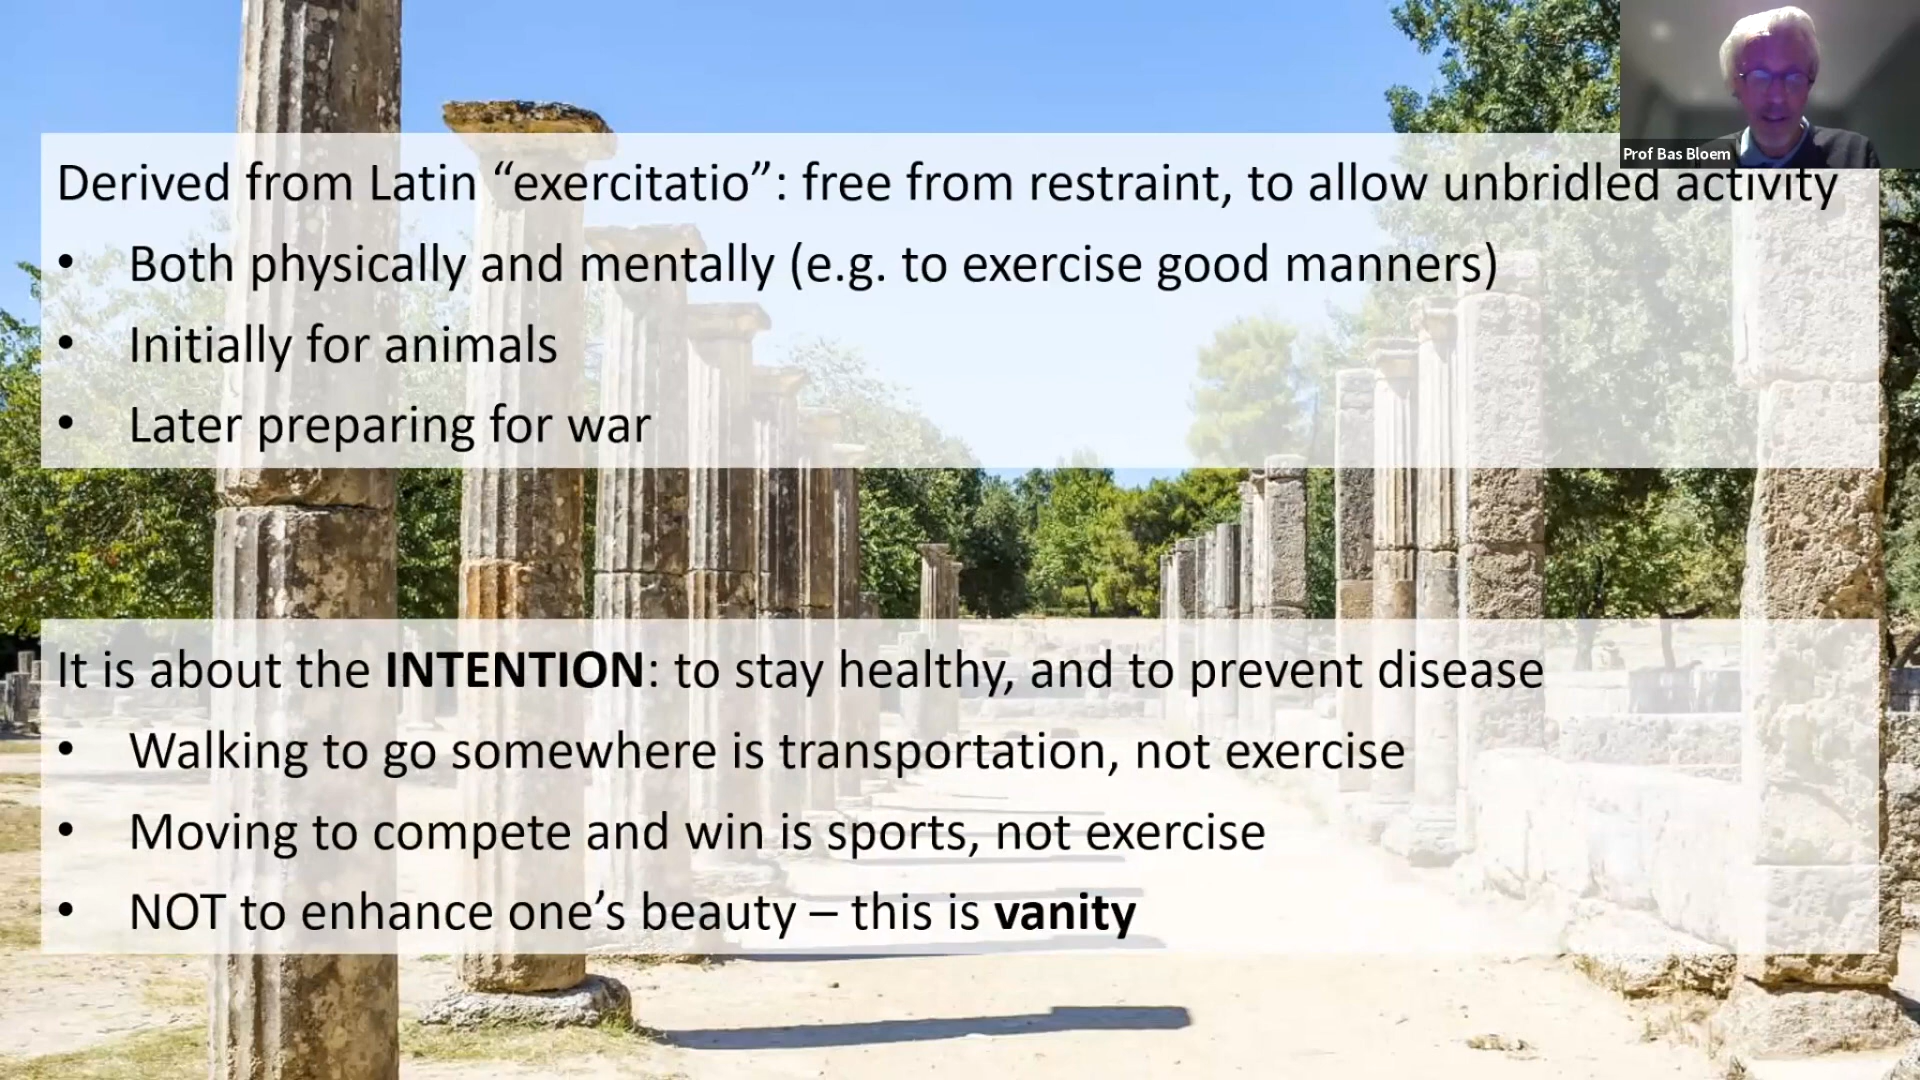 Prof Bas Bloem
Derived from Latin “exercitatio”: free from restraint, to allow unbridled activity
• Both physically and mentally (e.g. to exercise good manners)
• Initially for animals
• Later preparing for war
It is about the INTENTION: to stay healthy, and to prevent disease
• Walking to go somewhere is transportation, not exercise
• Moving to compete and win is sports, not exercise
• NOT to enhance one’s beauty – this is vanity